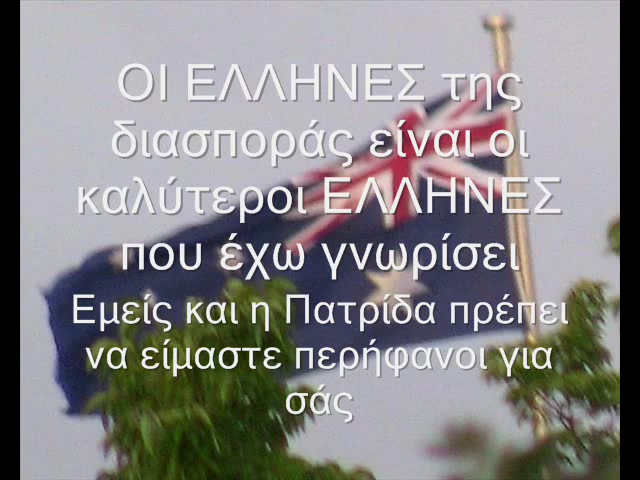 ΟΙ ΕΛΛΗΝΕΣ της
διασποράς είναι οι
καλύτεροι ΕΛΛΗΝΕΣ
που έχω γνωρίσει
Εμείς και η Πατρίδα πρέπει
να είμαστε περήφανοι για
σάς